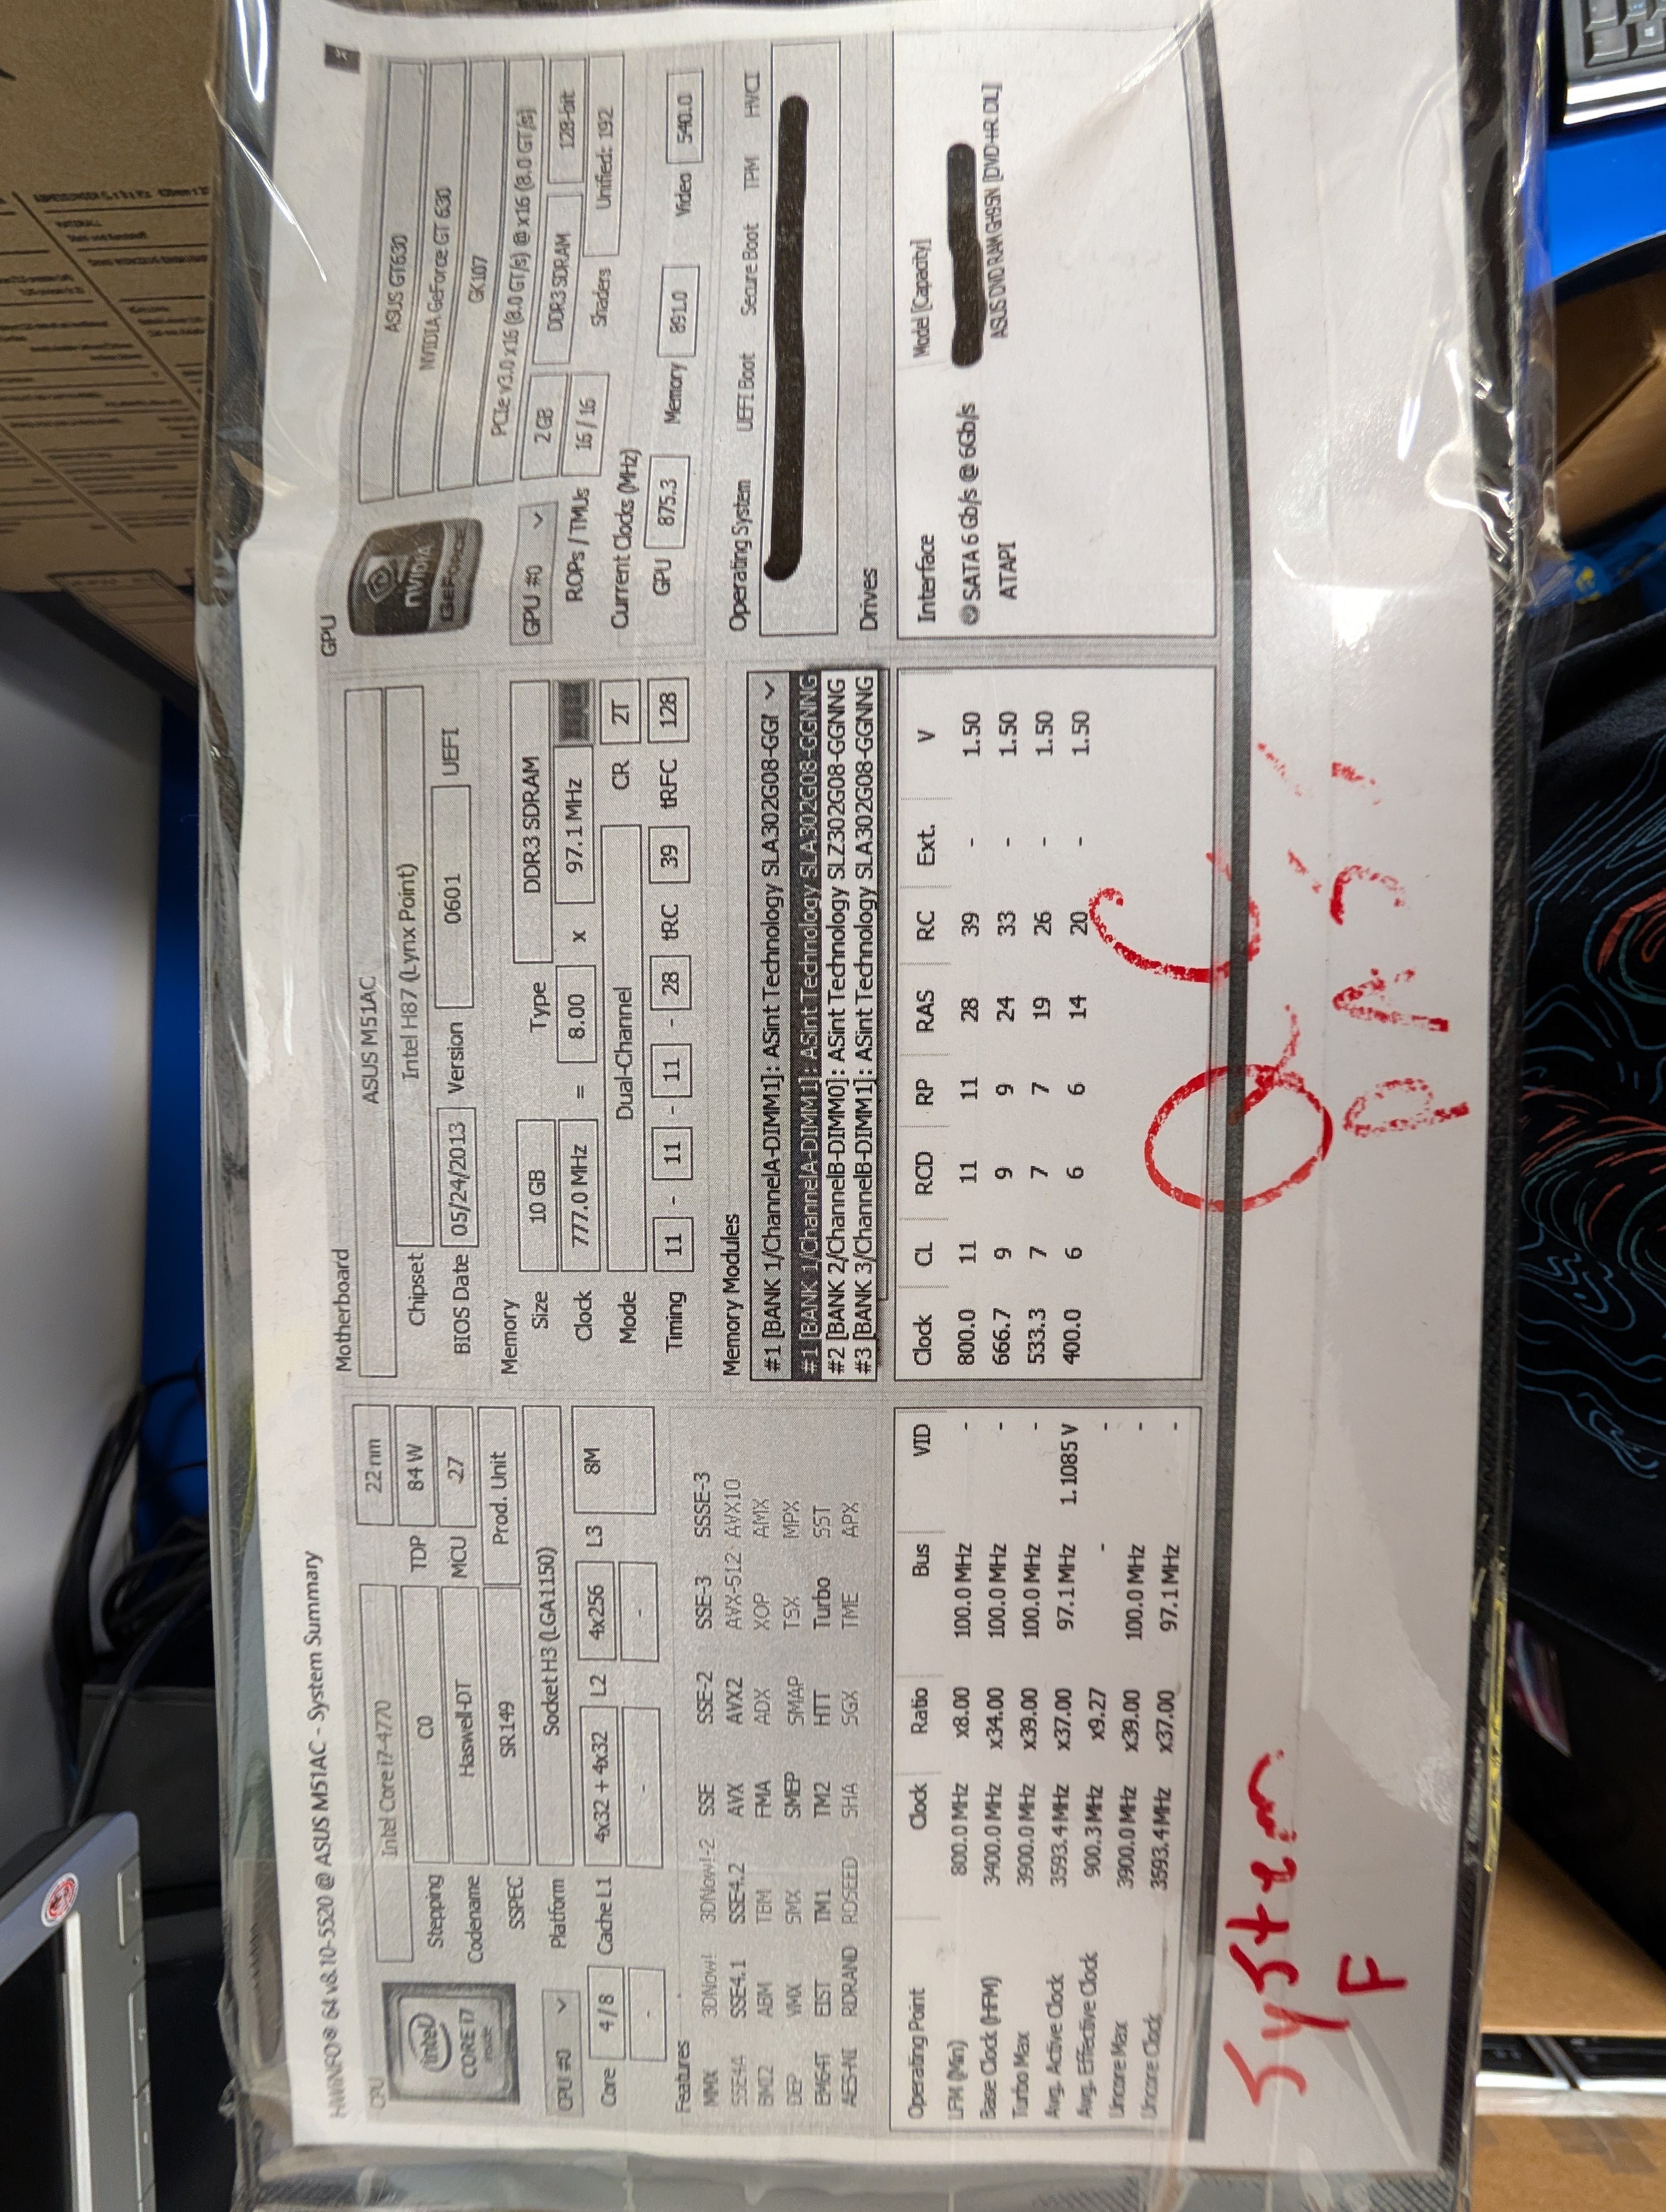 HWiNFO® 64 v8.10-5520 @ ASUS M51AC - System Summary
CPU
intel
CORE i7
inside
Intel Core i7-4770
22 nm
Stepping C0 TDP 84 W
Codename Haswell-DT MCU 27
SSPEC SR149 Prod. Unit
CPU #0 Platform Socket H3 (LGA1150)
Core 4 / 8 Cache L1 4x32 + 4x32 L2 4x256 L3 8M
- - -
Features
MMX 3DNow! 3DNow!-2 SSE SSE-2 SSE-3 SSSE-3
SSE4A SSE4.1 SSE4.2 AVX AVX2 AVX-512 AVX10
BMI2 ABM TBM FMA ADX XOP AMX
DEP VMX SMX SMEP SMAP TSX MPX
EM64T EIST TM1 TM2 HTT Turbo SST
AES-NI RDRAND RDSEED SHA SGX TME APX
Operating Point Clock Ratio Bus VID
LFM (Min) 800.0 MHz x8.00 100.0 MHz -
Base Clock (HFM) 3400.0 MHz x34.00 100.0 MHz -
Turbo Max 3900.0 MHz x39.00 100.0 MHz -
Avg. Active Clock 3593.4 MHz x37.00 97.1 MHz 1.1085 V
Avg. Effective Clock 900.3 MHz x9.27 - -
Uncore Max 3900.0 MHz x39.00 100.0 MHz -
Uncore Clock 3593.4 MHz x37.00 97.1 MHz -
Motherboard
ASUS M51AC
Chipset Intel H87 (Lynx Point)
BIOS Date 05/24/2013 Version 0601 UEFI
Memory
Size 10 GB Type DDR3 SDRAM
Clock 777.0 MHz = 8.00 x 97.1 MHz
Mode Dual-Channel CR 2T
Timing 11 - 11 - 11 - 28 tRC 39 tRFC 128
Memory Modules
#1 [BANK 1/ChannelA-DIMM1]: ASint Technology SLA302G08-GGI
#1 [BANK 1/ChannelA-DIMM1]: ASint Technology SLA302G08-GGNNG
#2 [BANK 2/ChannelB-DIMM0]: ASint Technology SLZ302G08-GGNNG
#3 [BANK 3/ChannelB-DIMM1]: ASint Technology SLA302G08-GGNNG
Clock CL RCD RP RAS RC Ext. V
800.0 11 11 11 28 39 - 1.50
666.7 9 9 9 24 33 - 1.50
533.3 7 7 7 19 26 - 1.50
400.0 6 6 6 14 20 - 1.50
GPU
nVIDIA
GEFORCE
ASUS GT630
NVIDIA GeForce GT 630
GK107
PCIe v3.0 x16 (8.0 GT/s) @ x16 (8.0 GT/s)
GPU #0 2 GB DDR3 SDRAM 128-bit
ROPs / TMUs 16 / 16 Shaders Unified: 192
Current Clocks (MHz)
GPU 875.3 Memory 891.0 Video 540.0
Operating System UEFI Boot Secure Boot TPM HVCI
Drives
Interface Model [Capacity]
SATA 6 Gb/s @ 6Gb/s
ATAPI ASUS DVD RAM GH95N [DVD+R DL]
System
F